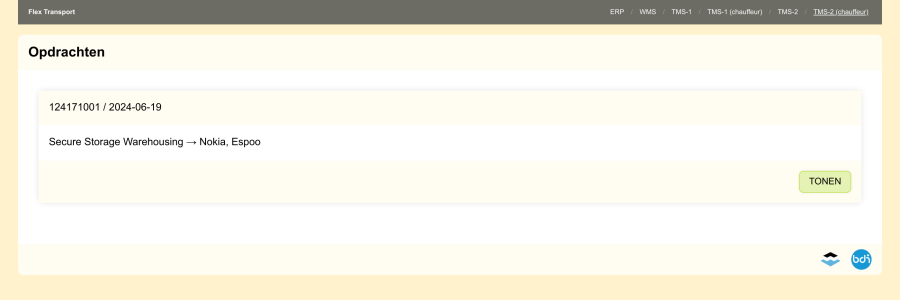 Flex Transport
ERP / WMS / TMS-1 / TMS-1 (chauffeur) / TMS-2 / TMS-2 (chauffeur)
Opdrachten
124171001 / 2024-06-19
Secure Storage Warehousing → Nokia, Espoo
TONEN
bdi